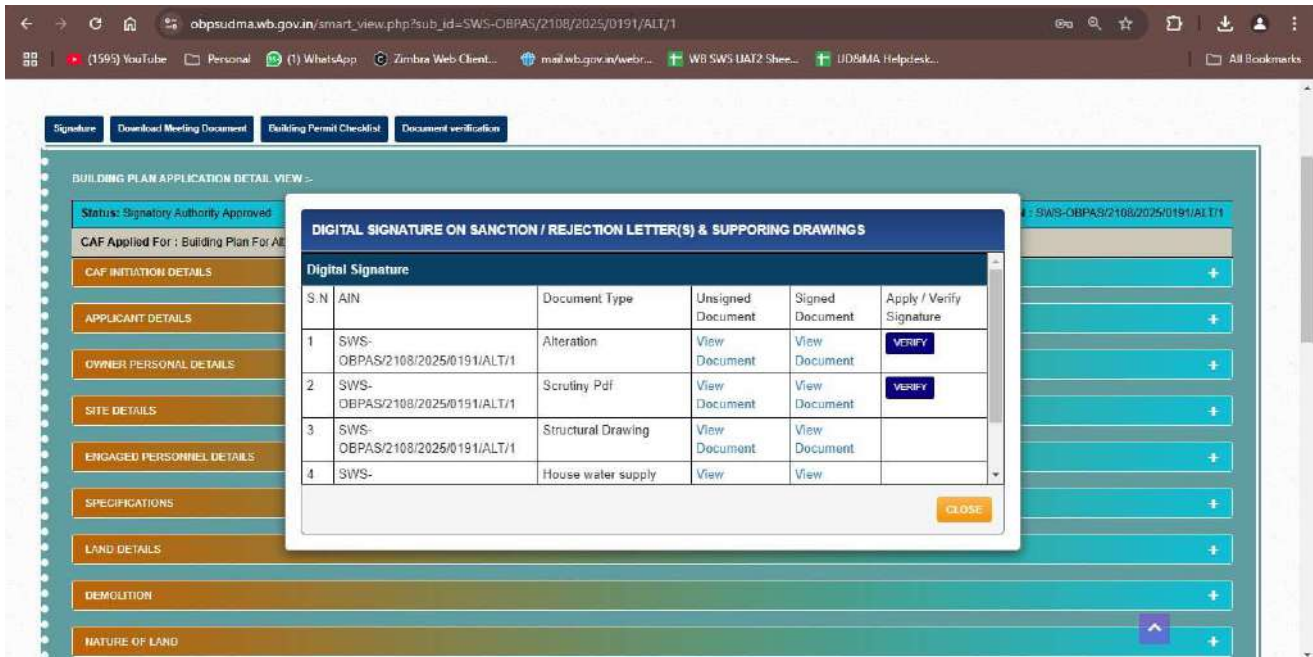 obpsudma.wb.gov.in/smart_view.php?sub_id=SWS-OBPAS/2108/2025/0191/ALT/1
(1595) YouTube Personal (1) WhatsApp Zimbra Web Client... mail.wb.gov.in/webr... WB SWS UAT2 Shee... UD&MA Helpdesk... All Bookmarks
Signature Download Meeting Document Building Permit Checklist Document verification
BUILDING PLAN APPLICATION DETAIL VIEW :-
Status: Signatory Authority Approved : SWS-OBPAS/2108/2025/0191/ALT/1
CAF Applied For : Building Plan For
CAF INITIATION DETAILS +
APPLICANT DETAILS +
OWNER PERSONAL DETAILS +
SITE DETAILS +
ENGAGED PERSONNEL DETAILS +
SPECIFICATIONS +
LAND DETAILS +
DEMOLITION +
NATURE OF LAND +
DIGITAL SIGNATURE ON SANCTION / REJECTION LETTER(S) & SUPPORING DRAWINGS
Digital Signature
S.N AIN Document Type Unsigned Document Signed Document Apply / Verify Signature
1 SWS-OBPAS/2108/2025/0191/ALT/1 Alteration View Document View Document VERIFY
2 SWS-OBPAS/2108/2025/0191/ALT/1 Scrutiny Pdf View Document View Document VERIFY
3 SWS-OBPAS/2108/2025/0191/ALT/1 Structural Drawing View Document View Document
4 SWS- House water supply View View
CLOSE